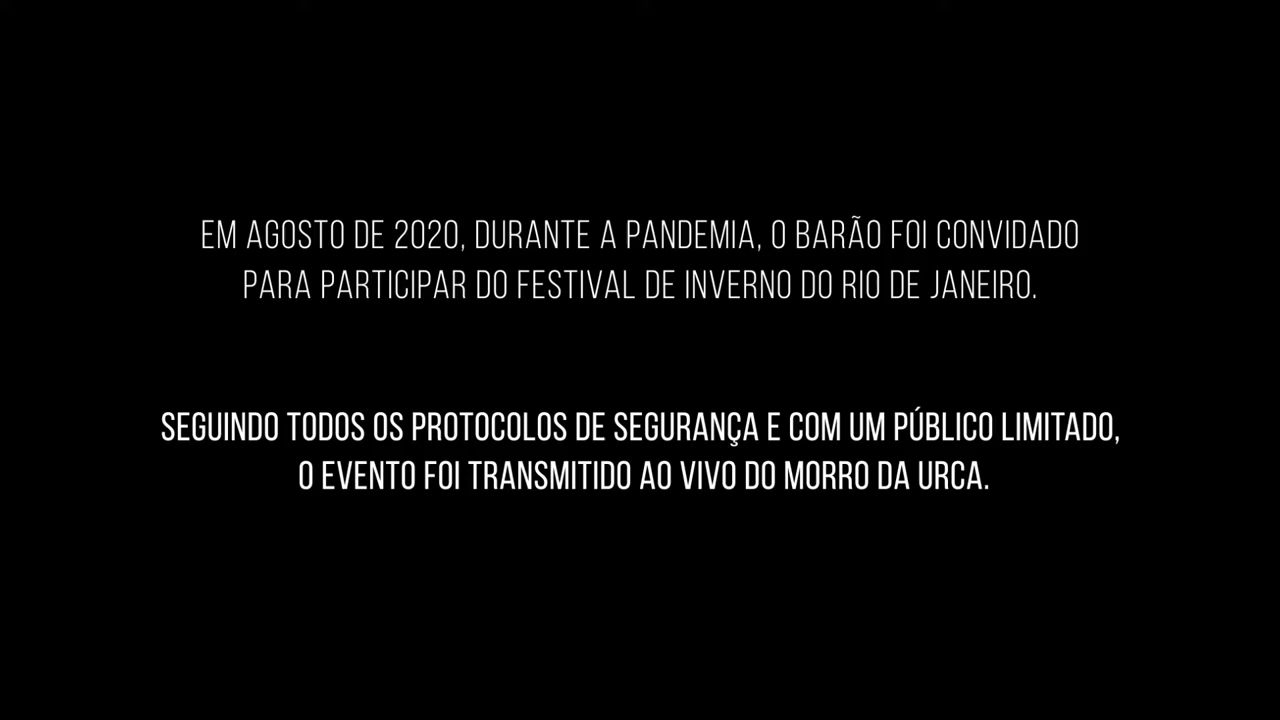 EM AGOSTO DE 2020, DURANTE A PANDEMIA, O BARÃO FOI CONVIDADO
PARA PARTICIPAR DO FESTIVAL DE INVERNO DO RIO DE JANEIRO.
SEGUINDO TODOS OS PROTOCOLOS DE SEGURANÇA E COM UM PÚBLICO LIMITADO,
O EVENTO FOI TRANSMITIDO AO VIVO DO MORRO DA URCA.